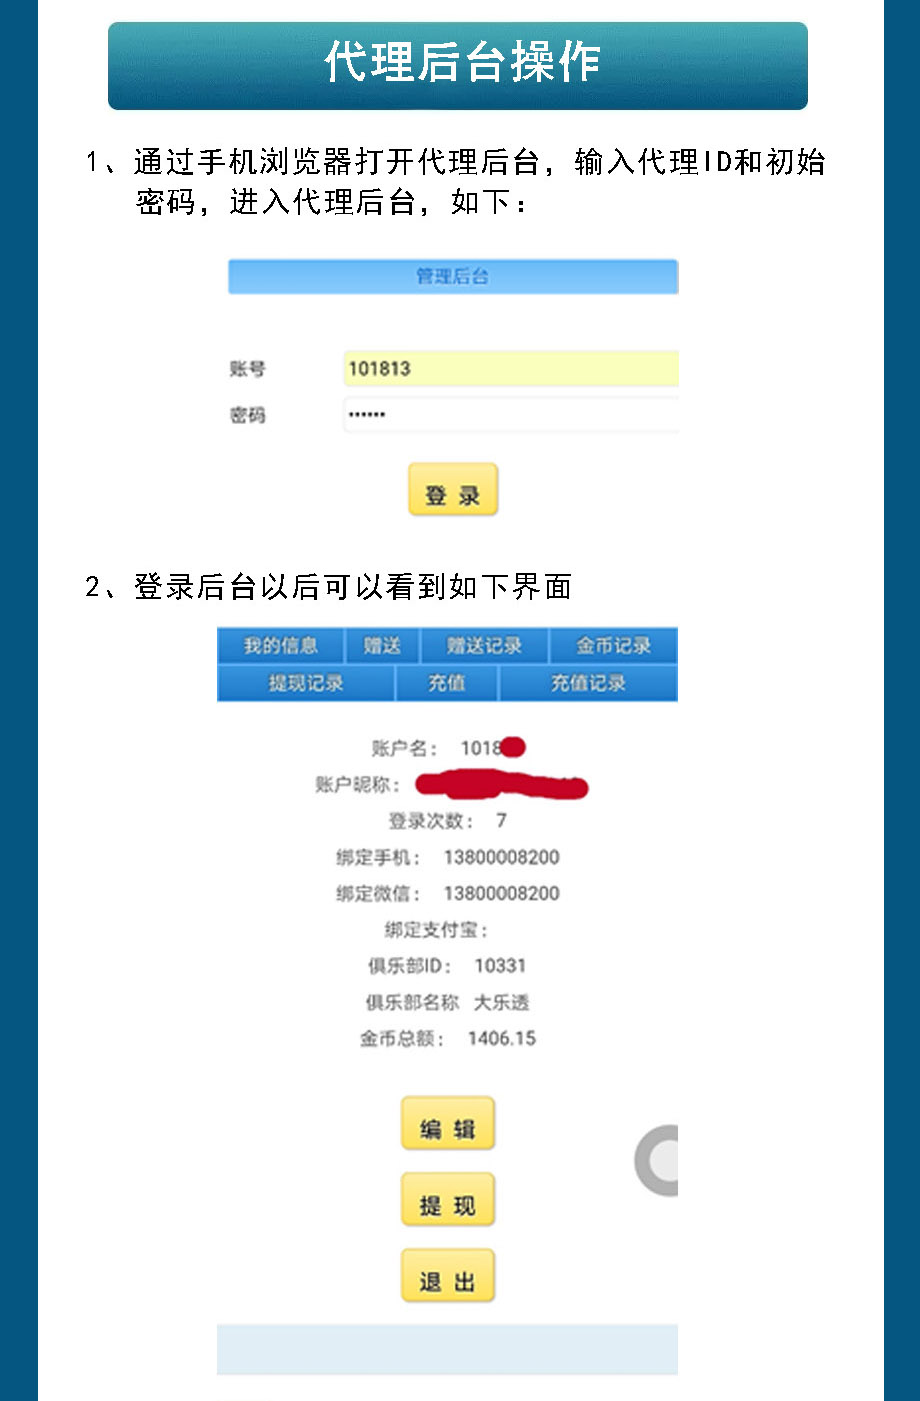 代理后台操作
1、通过手机浏览器打开代理后台，输入代理ID和初始
密码，进入代理后台，如下：
管理后台
账号 101813
密码 ••••••
登 录
2、登录后台以后可以看到如下界面
我的信息 赠送 赠送记录 金币记录
提现记录 充值 充值记录
账户名： 1018
账户昵称：
登录次数： 7
绑定手机： 13800008200
绑定微信： 13800008200
绑定支付宝：
俱乐部ID： 10331
俱乐部名称 大乐透
金币总额： 1406.15
编 辑
提 现
退 出